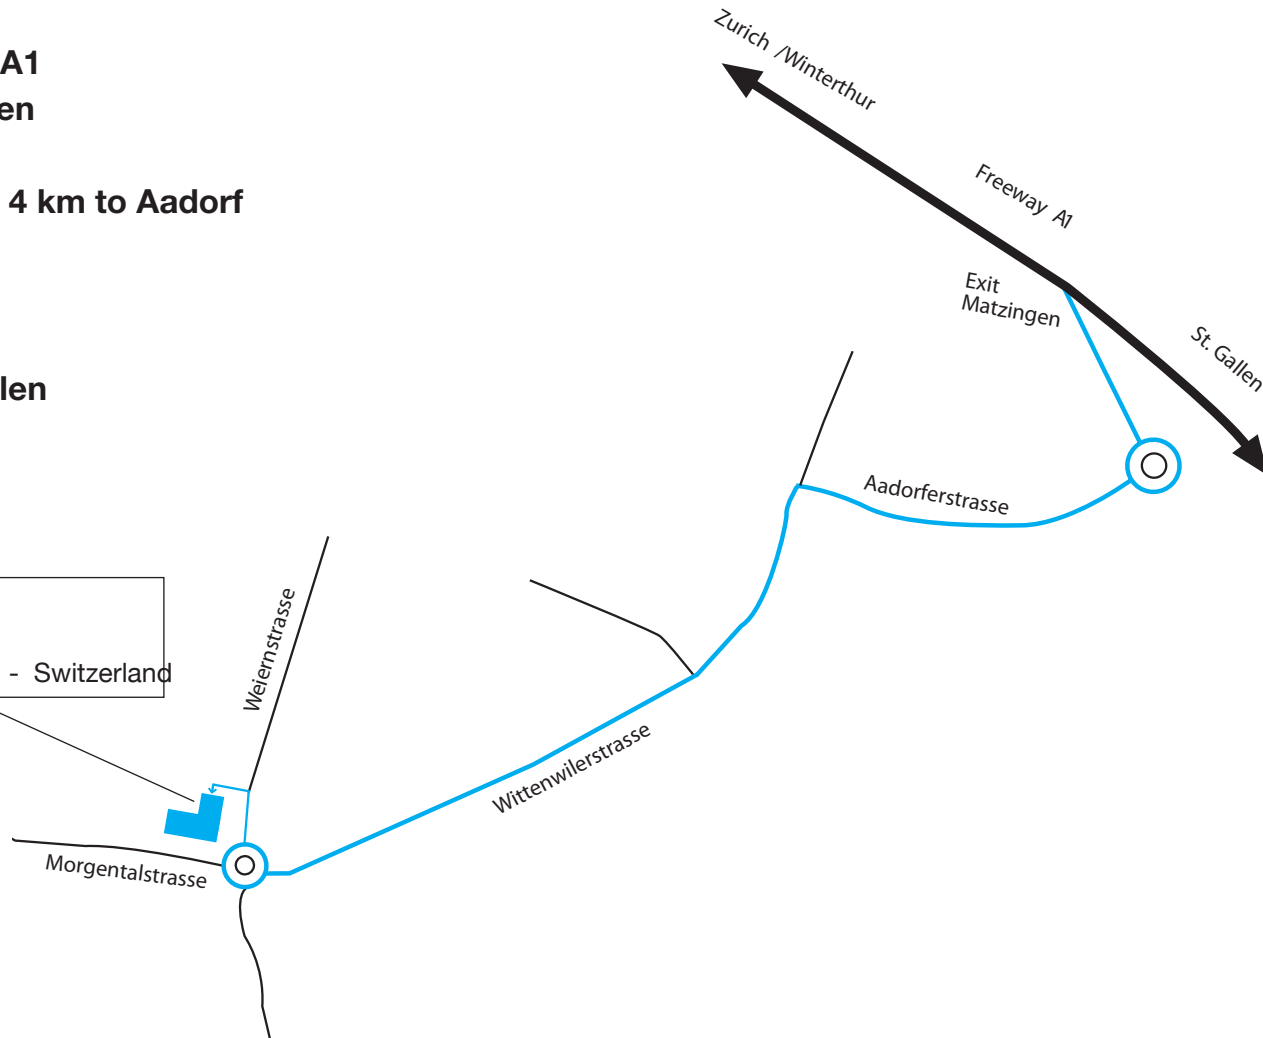 A1
en
4 km to Aadorf
len
- Switzerland
Zurich /Winterthur
Freeway A1
Exit
Matzingen
St. Gallen
Aadorferstrasse
Weiernstrasse
Wittenwilerstrasse
Morgentalstrasse